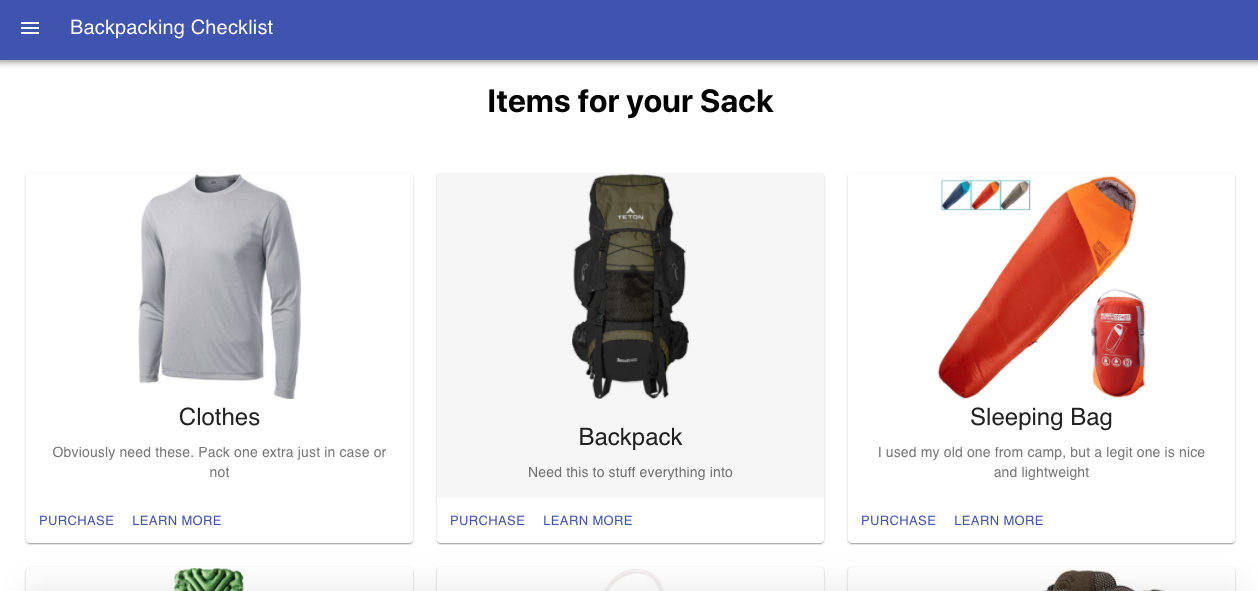 Backpacking Checklist
Items for your Sack
TETON
Clothes
Obviously need these. Pack one extra just in case or
not
PURCHASE LEARN MORE
Backpack
Need this to stuff everything into
PURCHASE LEARN MORE
Sleeping Bag
I used my old one from camp, but a legit one is nice
and lightweight
PURCHASE LEARN MORE